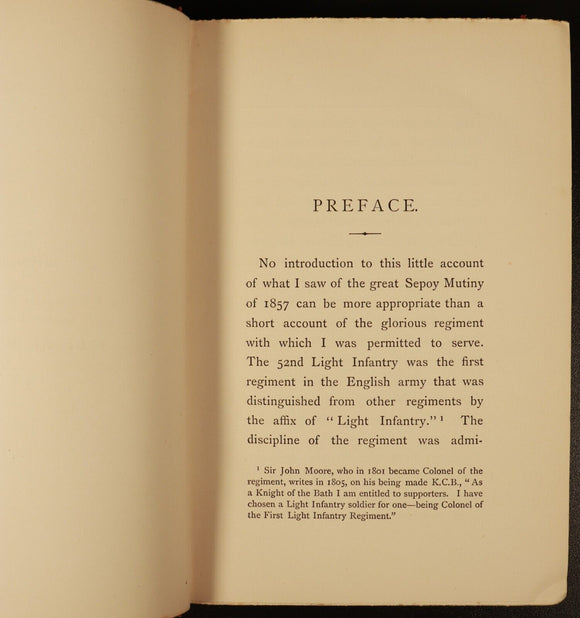 PREFACE.
No introduction to this little account
of what I saw of the great Sepoy Mutiny
of 1857 can be more appropriate than a
short account of the glorious regiment
with which I was permitted to serve.
The 52nd Light Infantry was the first
regiment in the English army that was
distinguished from other regiments by
the affix of “ Light Infantry.” ¹ The
discipline of the regiment was admi-
¹ Sir John Moore, who in 1801 became Colonel of the
regiment, writes in 1805, on his being made K.C.B., “ As
a Knight of the Bath I am entitled to supporters. I have
chosen a Light Infantry soldier for one—being Colonel of
the First Light Infantry Regiment.”